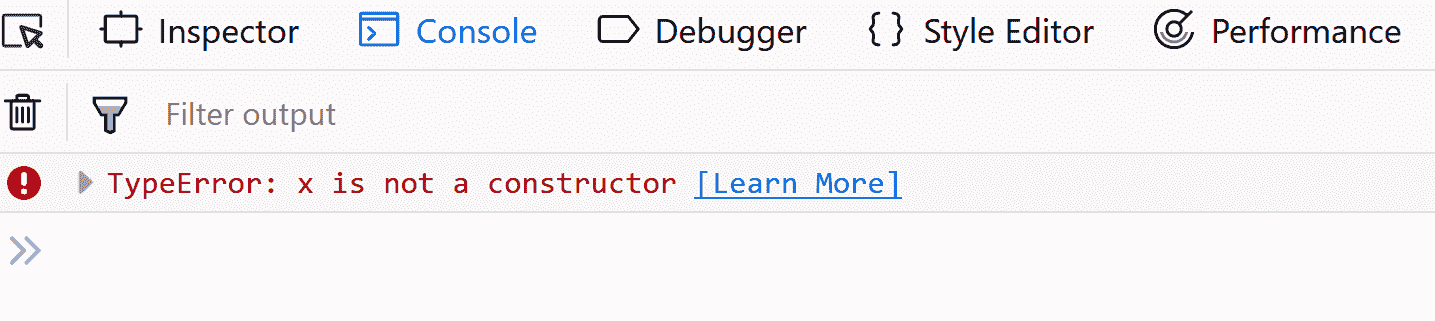 Inspector Console Debugger Style Editor Performance
Filter output
TypeError: x is not a constructor [Learn More]